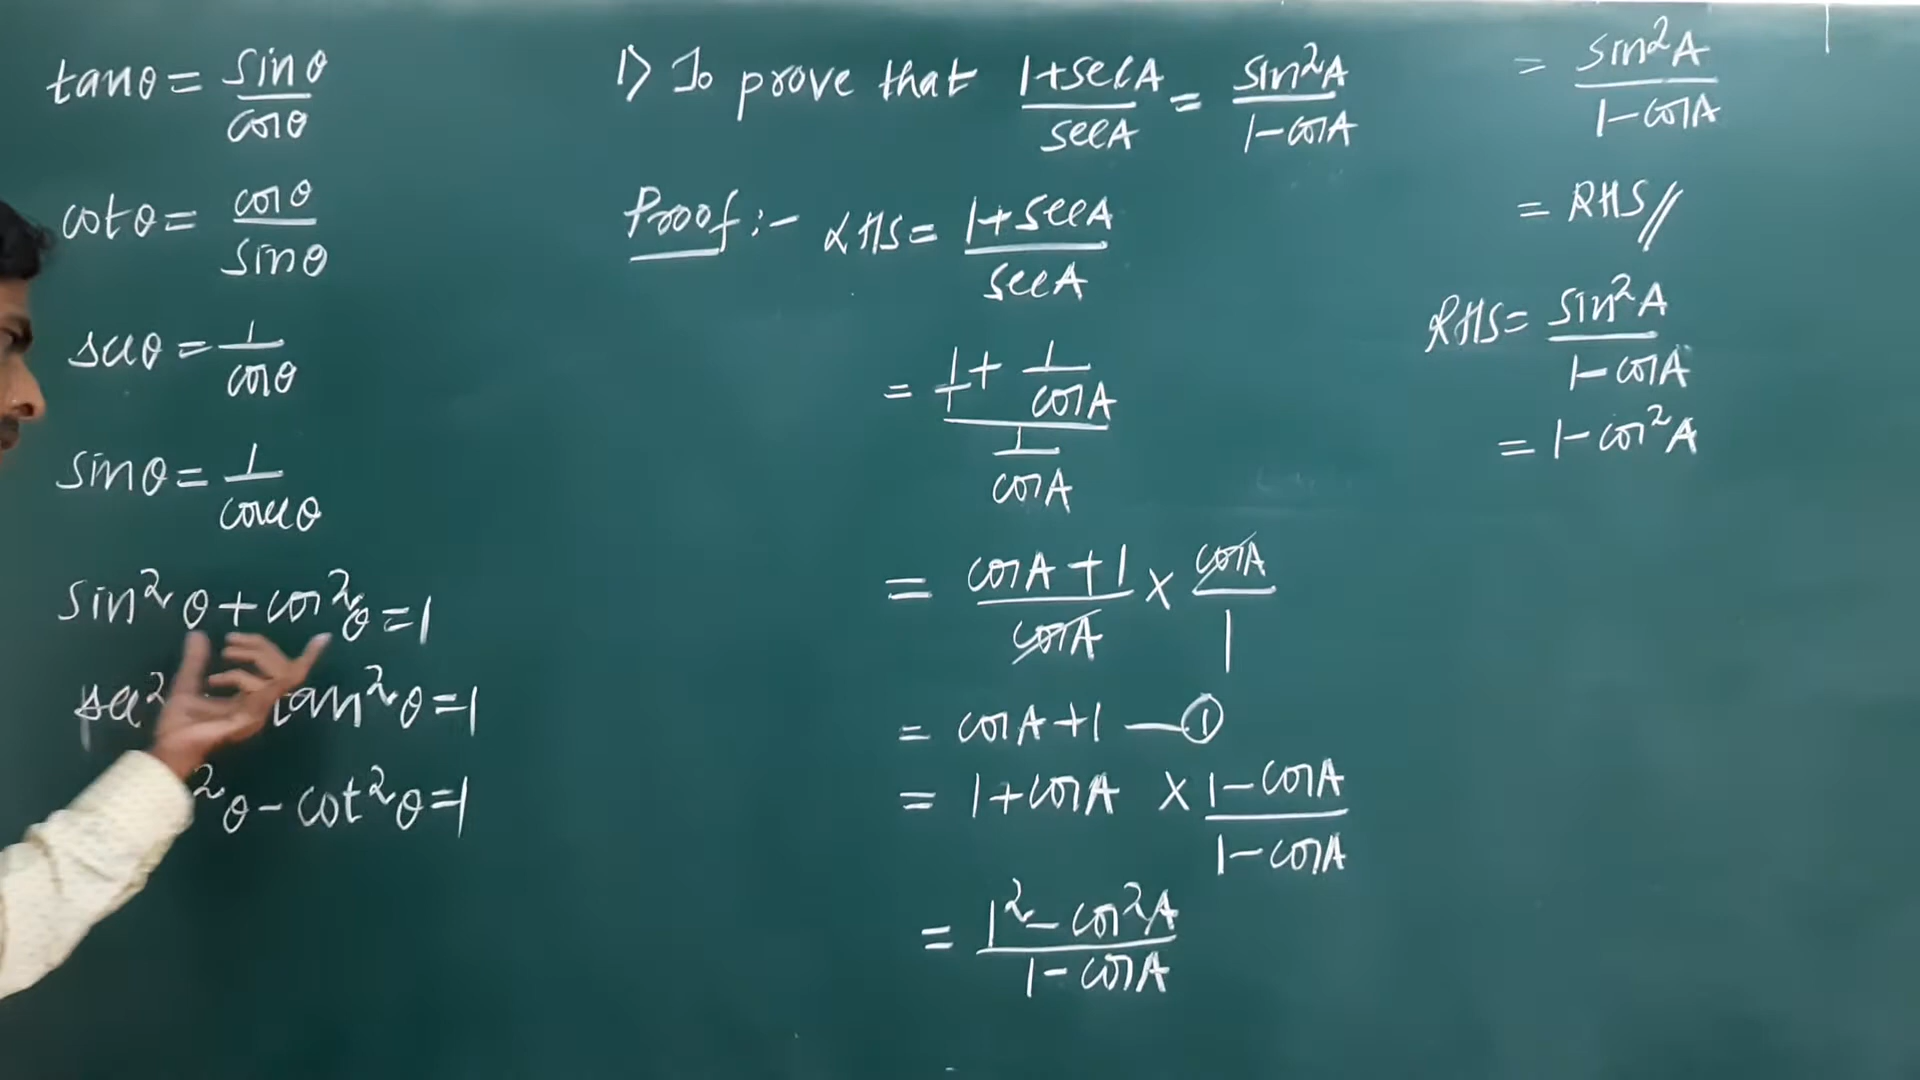 tanθ = sinθ/cosθ
cotθ = cosθ/sinθ
secθ = 1/cosθ
sinθ = 1/cosecθ
sin²θ + cos²θ = 1
sec² tan²θ = 1
²θ - cot²θ = 1
1) To prove that (1+secA)/secA = sin²A/(1-cosA)
Proof :- LHS = (1+secA)/secA
= (1/1 + 1/cosA)/(1/cosA)
= (cosA+1)/cosA × cosA/1
= cosA+1 — ①
= 1+cosA × (1-cosA)/(1-cosA)
= (1²-cos²A)/(1-cosA)
= sin²A/(1-cosA)
= RHS//
RHS = sin²A/(1-cosA)
= 1-cos²A